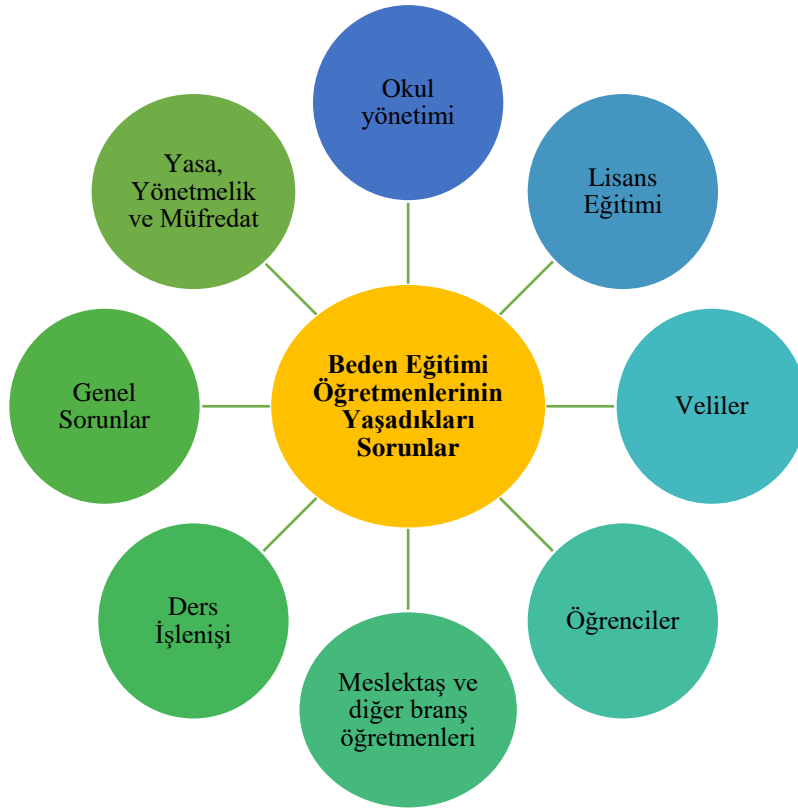 Okul
yönetimi
Lisans
Eğitimi
Veliler
Öğrenciler
Meslektaş ve
diğer branş
öğretmenleri
Ders
İşlenişi
Genel
Sorunlar
Yasa,
Yönetmelik
ve Müfredat
Beden Eğitimi
Öğretmenlerinin
Yaşadıkları
Sorunlar